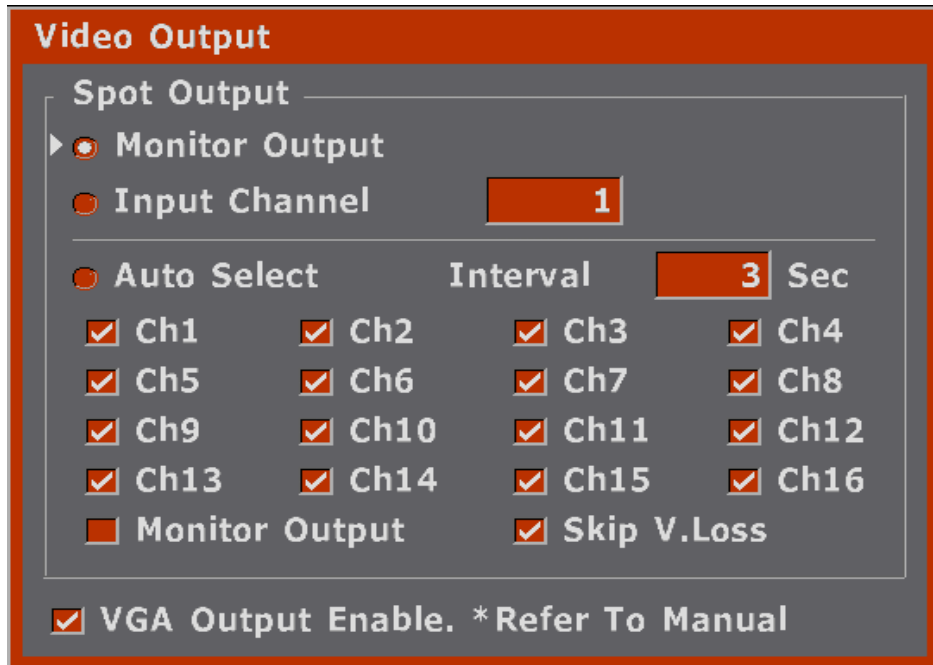 Video Output
Spot Output
Monitor Output
Input Channel 1
Auto Select Interval 3 Sec
Ch1 Ch2 Ch3 Ch4
Ch5 Ch6 Ch7 Ch8
Ch9 Ch10 Ch11 Ch12
Ch13 Ch14 Ch15 Ch16
Monitor Output Skip V.Loss
VGA Output Enable. *Refer To Manual